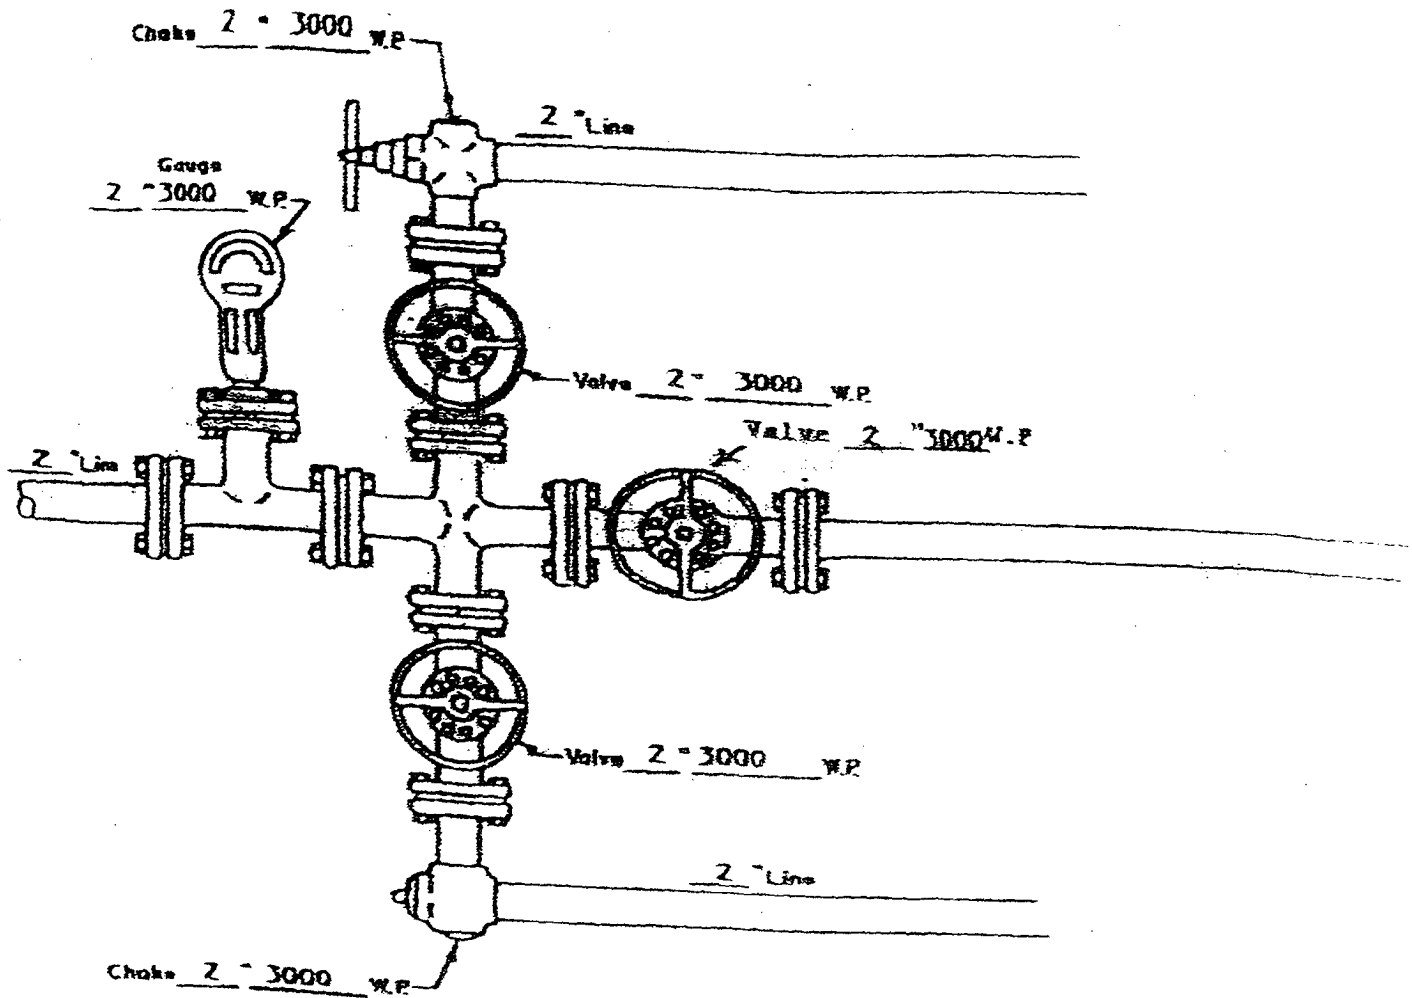 Choke 2 " 3000 W.P.
2 " Line
Gauge
2 " 3000 W.P.
Valve 2 " 3000 W.P.
Valve 2 " 3000 W.P
2 " Line
Valve 2 " 3000 W.P.
2 " Line
Choke 2 " 3000 W.P.